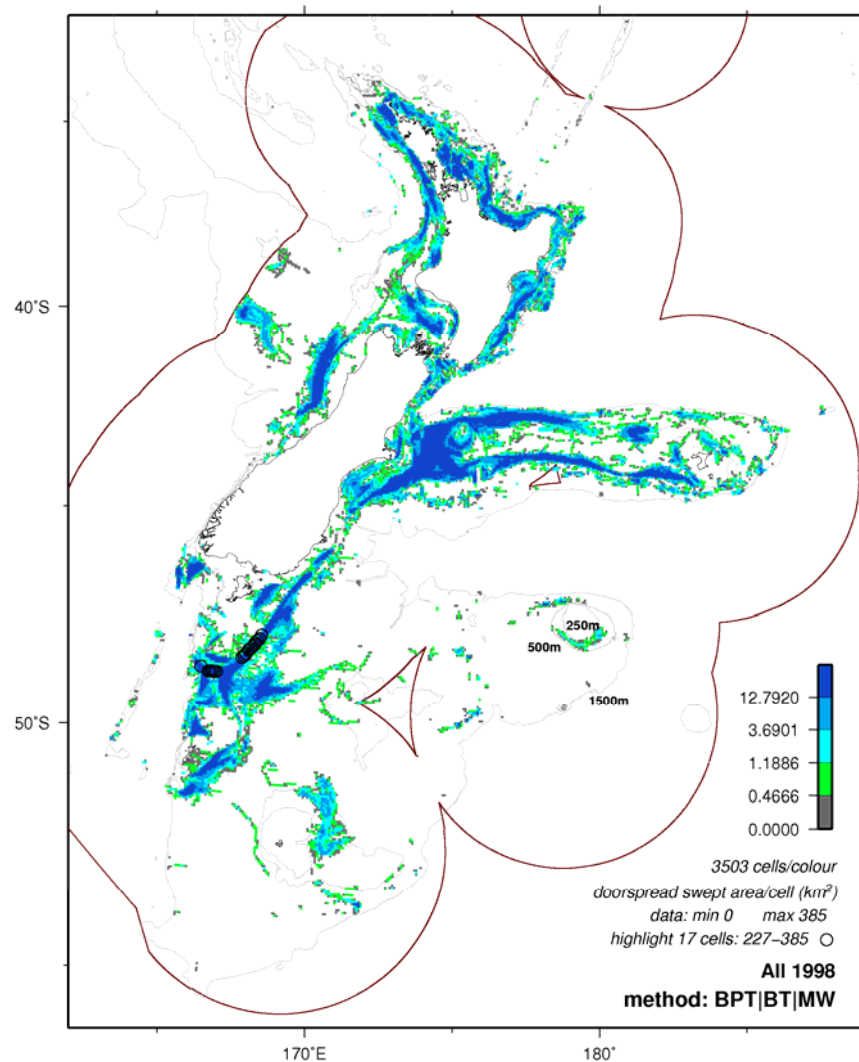 40°S
250m
500m
1500m
50°S
12.7920
3.6901
1.1886
0.4666
0.0000
3503 cells/colour
doorspread swept area/cell (km²)
data: min 0 max 385
highlight 17 cells: 227–385
All 1998
method: BPT|BT|MW
170°E
180°